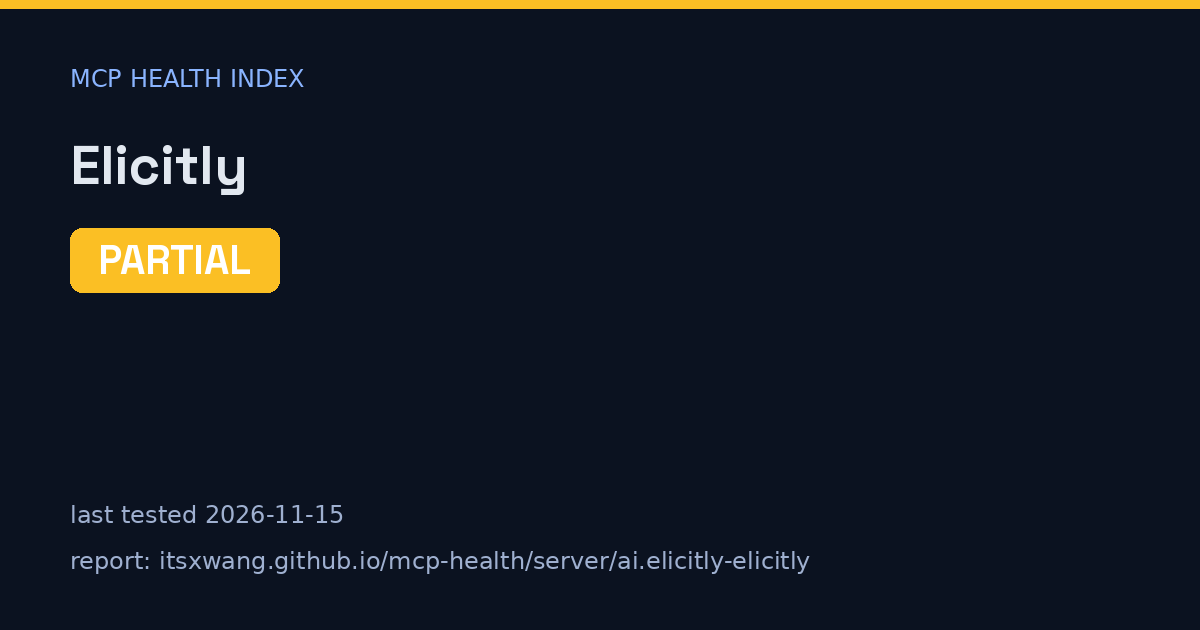 MCP HEALTH INDEX
Elicitly
PARTIAL
last tested 2026-11-15
report: itsxwang.github.io/mcp-health/server/ai.elicitly-elicitly